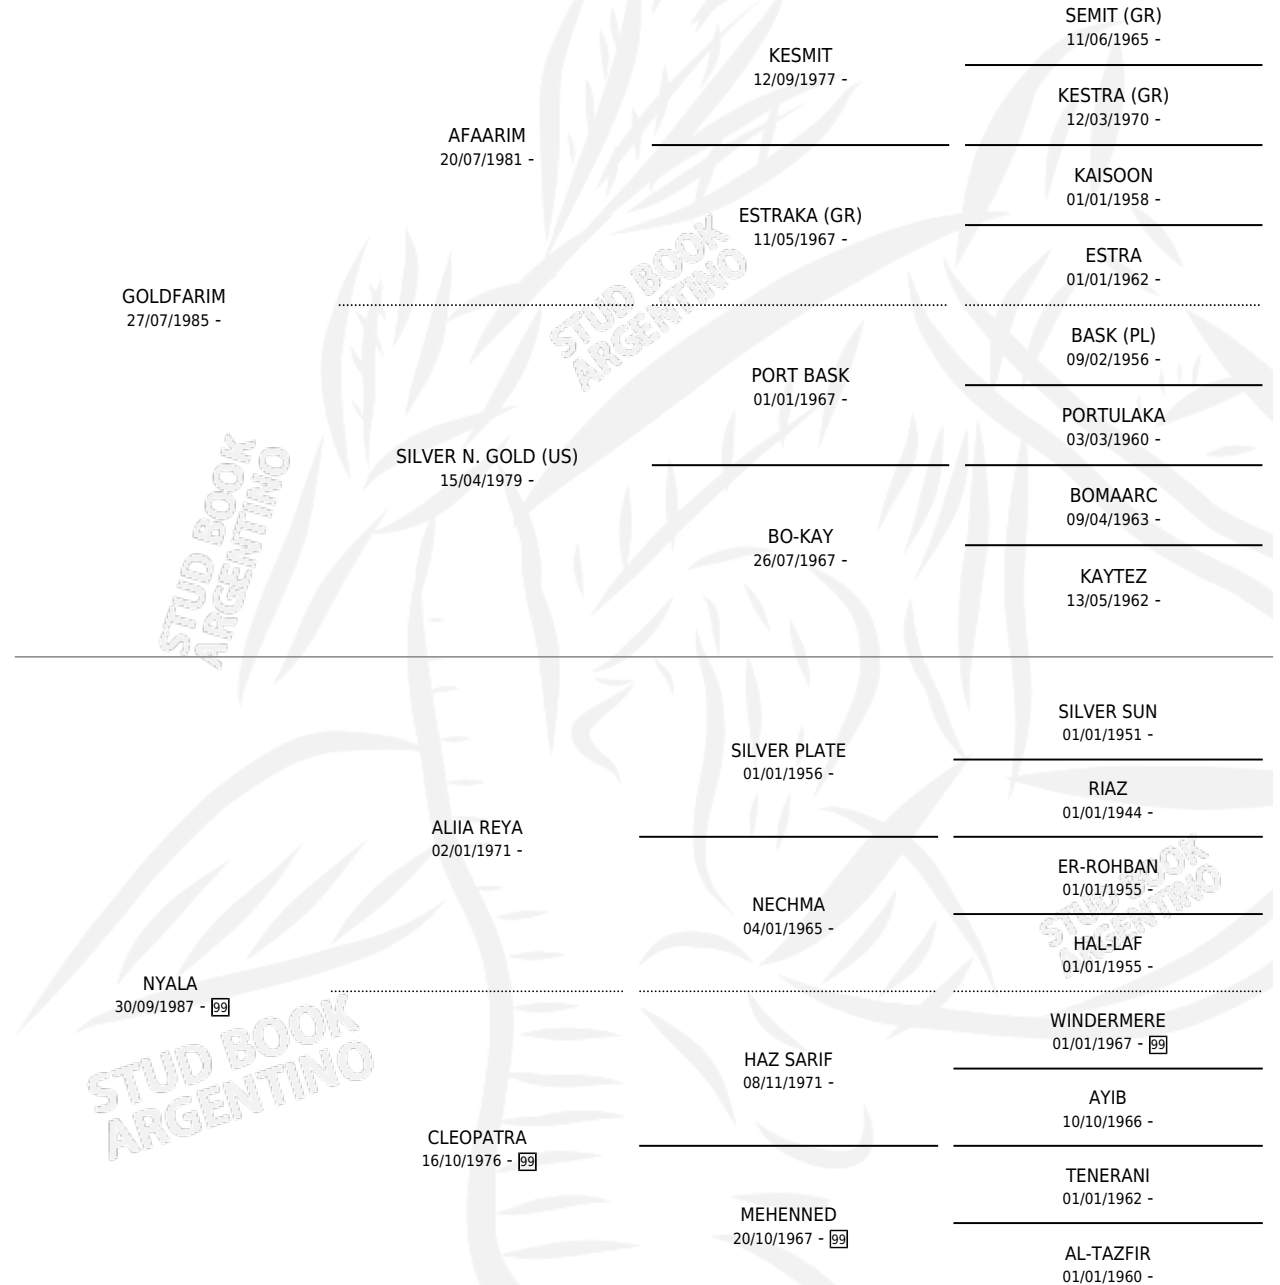 SEMIT (GR)
11/06/1965 -
KESMIT
12/09/1977 -
KESTRA (GR)
12/03/1970 -
AFAARIM
20/07/1981 -
KAISOON
01/01/1958 -
ESTRAKA (GR)
11/05/1967 -
ESTRA
01/01/1962 -
GOLDFARIM
27/07/1985 -
BASK (PL)
09/02/1956 -
PORT BASK
01/01/1967 -
PORTULAKA
03/03/1960 -
SILVER N. GOLD (US)
15/04/1979 -
BOMAARC
09/04/1963 -
BO-KAY
26/07/1967 -
KAYTEZ
13/05/1962 -
STUD BOOK
ARGENTINO
STUD BOOK
ARGENTINO
SILVER SUN
01/01/1951 -
SILVER PLATE
01/01/1956 -
RIAZ
01/01/1944 -
ALIIA REYA
02/01/1971 -
ER-ROHBAN
01/01/1955 -
NECHMA
04/01/1965 -
HAL-LAF
01/01/1955 -
NYALA
30/09/1987 - 99
WINDERMERE
01/01/1967 - 99
HAZ SARIF
08/11/1971 -
AYIB
10/10/1966 -
CLEOPATRA
16/10/1976 - 99
TENERANI
01/01/1962 -
MEHENNED
20/10/1967 - 99
AL-TAZFIR
01/01/1960 -
STUD BOOK
ARGENTINO
STUD BOOK
ARGENTINO